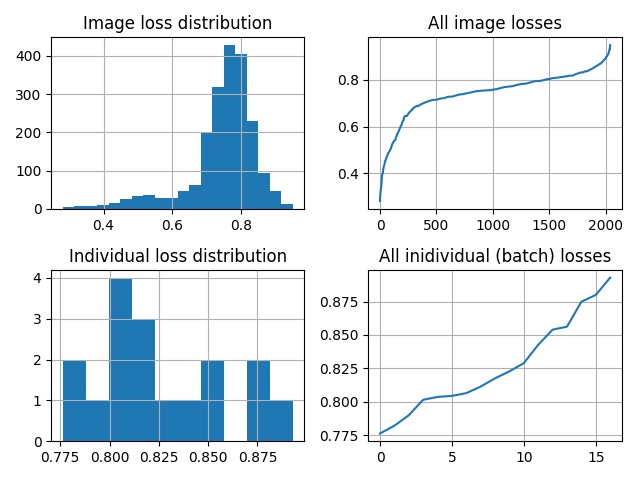 Image loss distribution
400
300
200
100
0
0.4 0.6 0.8
All image losses
0.8
0.6
0.4
0 500 1000 1500 2000
Individual loss distribution
4
3
2
1
0
0.775 0.800 0.825 0.850 0.875
All inidividual (batch) losses
0.875
0.850
0.825
0.800
0.775
0 5 10 15